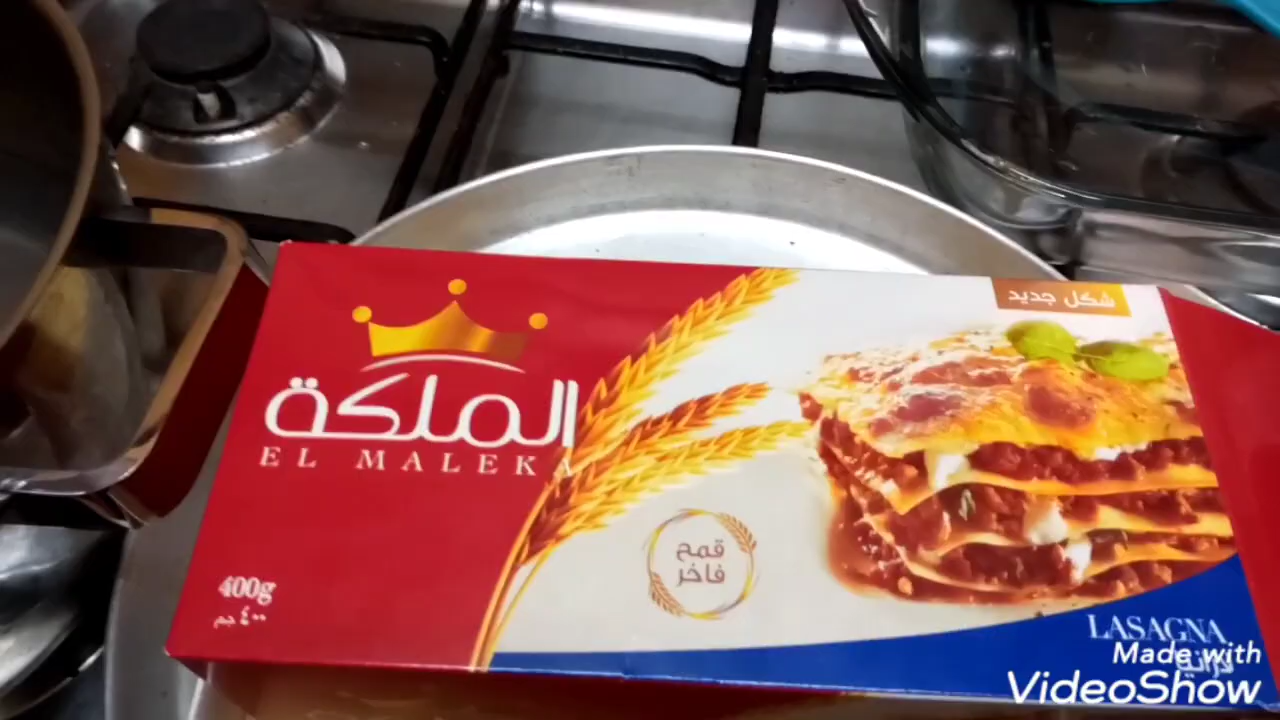 شكل جديد
الملكة
EL MALEKA
قمح
فاخر
400g
٤٠٠ جم
LASAGNA
Made with
VideoShow